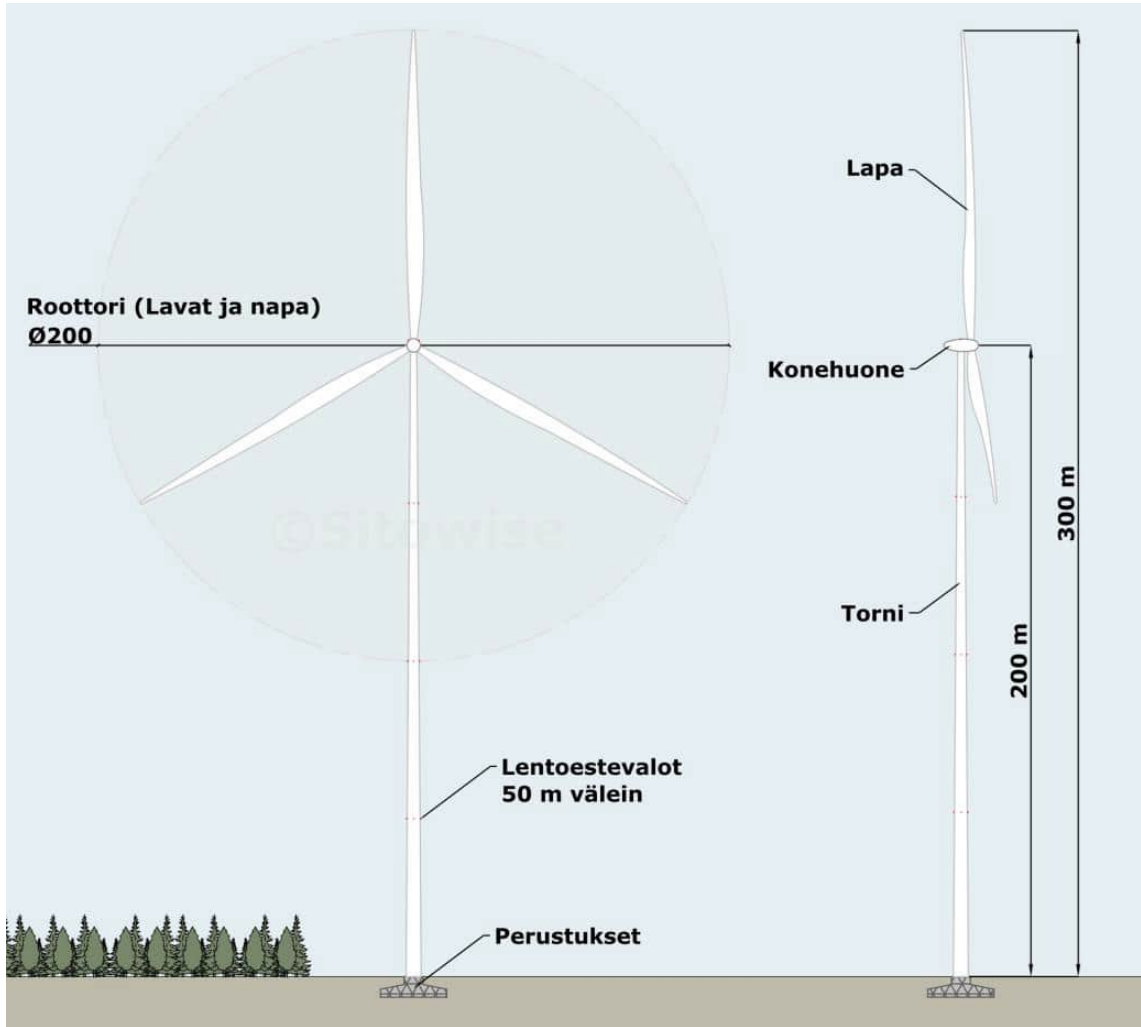 Lapa
Roottori (Lavat ja napa)
Ø200
Konehuone
300 m
©Sitowise
Torni
200 m
Lentoestevalot
50 m välein
Perustukset